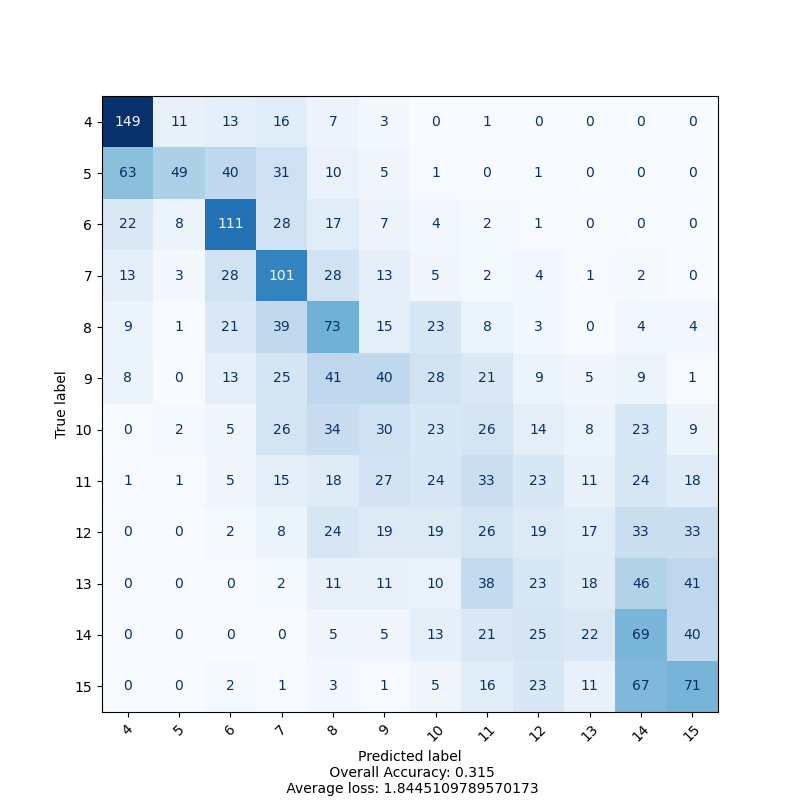 4 149 11 13 16 7 3 0 1 0 0 0 0
5 63 49 40 31 10 5 1 0 1 0 0 0
6 22 8 111 28 17 7 4 2 1 0 0 0
7 13 3 28 101 28 13 5 2 4 1 2 0
8 9 1 21 39 73 15 23 8 3 0 4 4
9 8 0 13 25 41 40 28 21 9 5 9 1
True label
10 0 2 5 26 34 30 23 26 14 8 23 9
11 1 1 5 15 18 27 24 33 23 11 24 18
12 0 0 2 8 24 19 19 26 19 17 33 33
13 0 0 0 2 11 11 10 38 23 18 46 41
14 0 0 0 0 5 5 13 21 25 22 69 40
15 0 0 2 1 3 1 5 16 23 11 67 71
4 5 6 7 8 9 10 11 12 13 14 15
Predicted label
Overall Accuracy: 0.315
Average loss: 1.8445109789570173